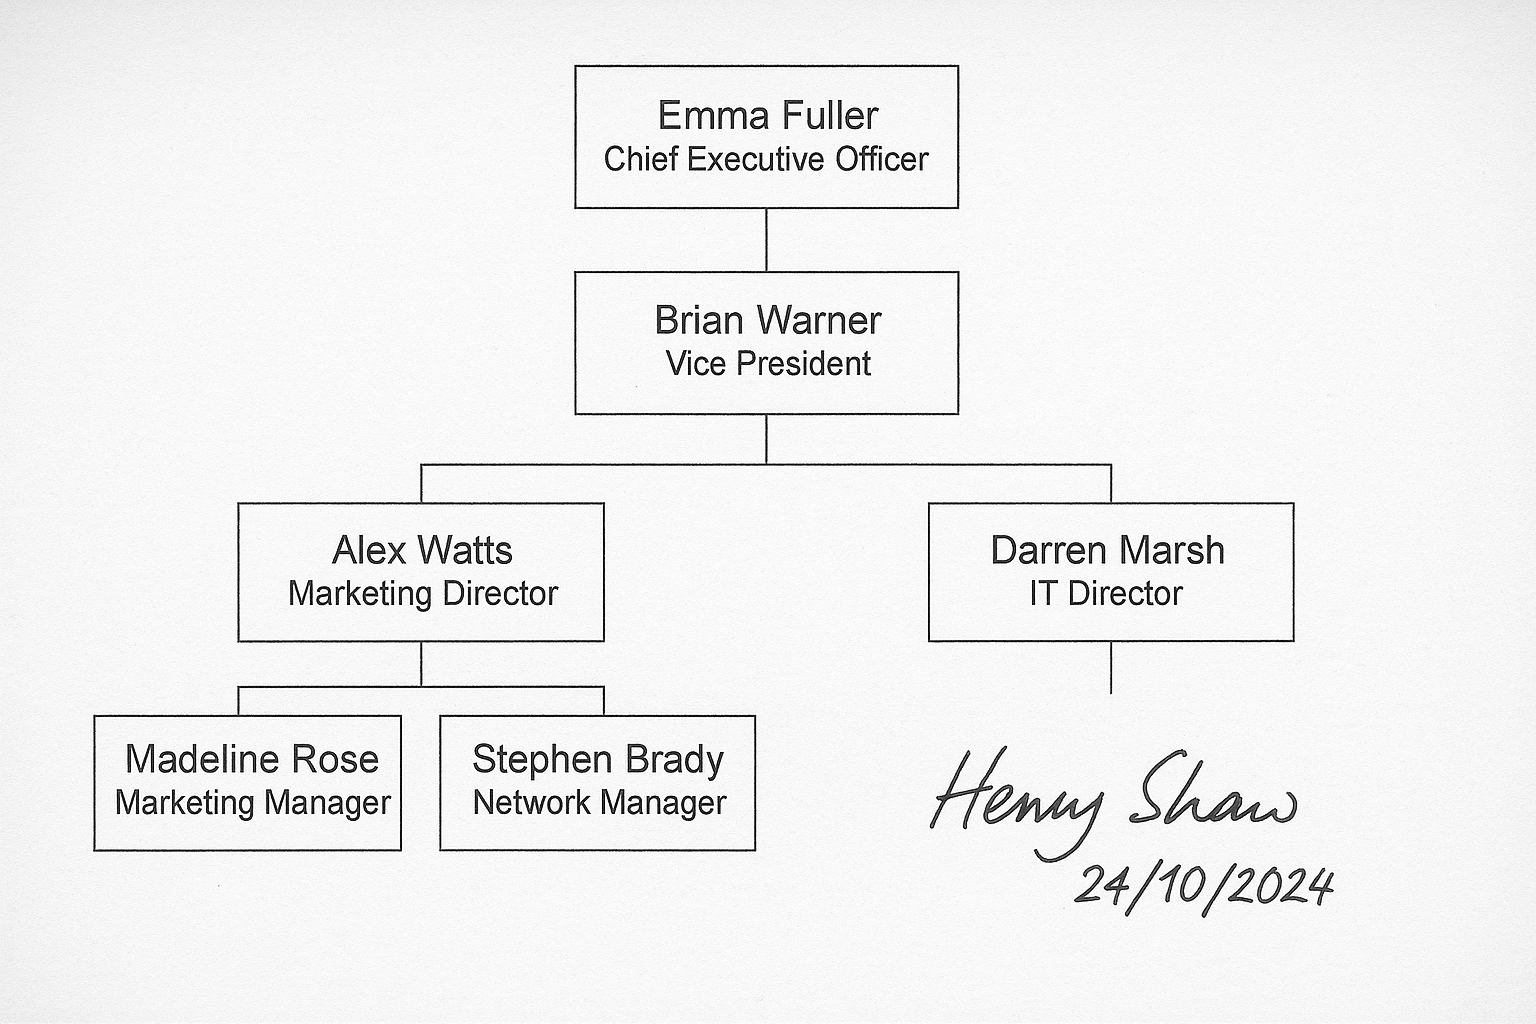 Emma Fuller
Chief Executive Officer
Brian Warner
Vice President
Alex Watts
Marketing Director
Darren Marsh
IT Director
Madeline Rose
Marketing Manager
Stephen Brady
Network Manager
Henry Shaw
24/10/2024